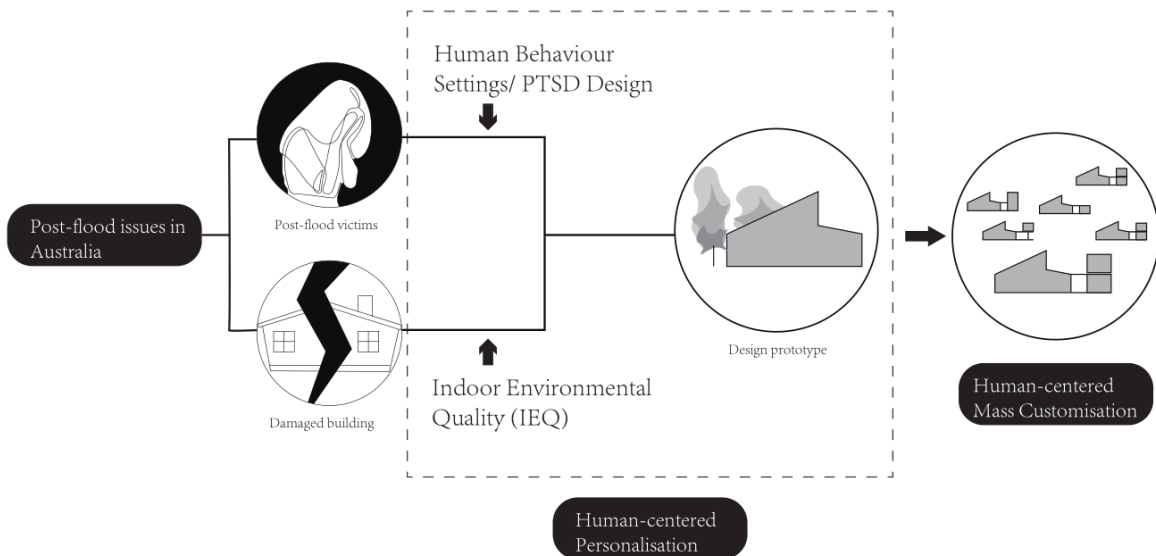 Post-flood issues in
Australia
Post-flood victims
Damaged building
Human Behaviour
Settings/ PTSD Design
Indoor Environmental
Quality (IEQ)
Design prototype
Human-centered
Personalisation
Human-centered
Mass Customisation